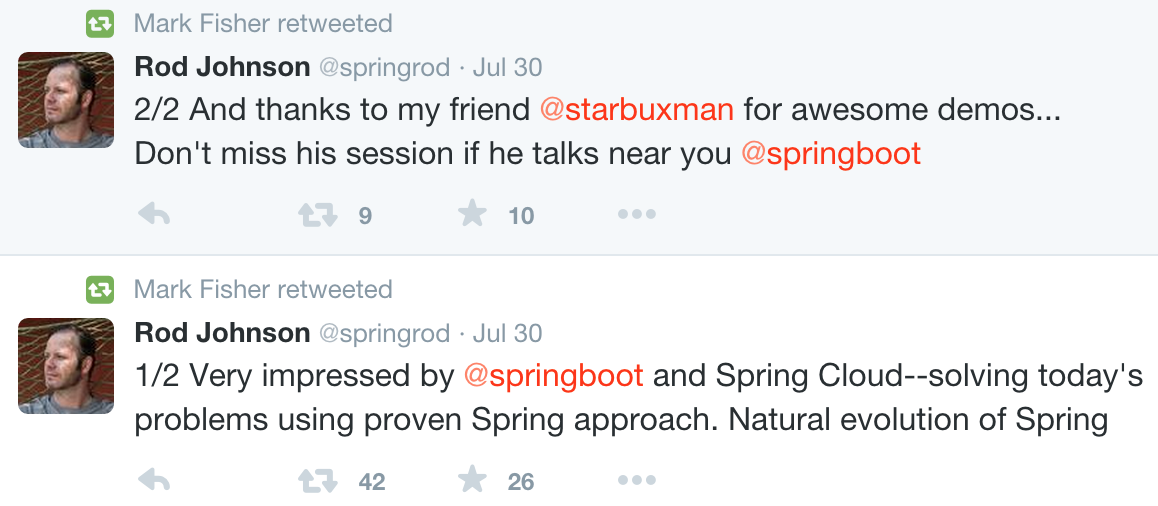 Mark Fisher retweeted
Rod Johnson @springrod · Jul 30
2/2 And thanks to my friend @starbuxman for awesome demos...
Don't miss his session if he talks near you @springboot
9 10
Mark Fisher retweeted
Rod Johnson @springrod · Jul 30
1/2 Very impressed by @springboot and Spring Cloud--solving today's
problems using proven Spring approach. Natural evolution of Spring
42 26